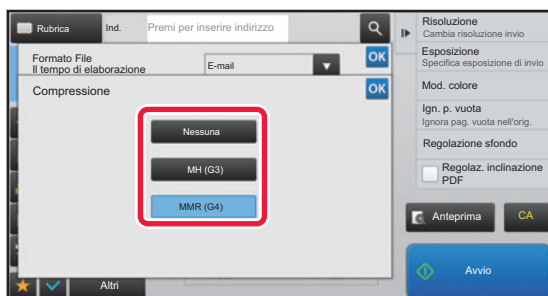 Rubrica
Ind.
Premi per inserire indirizzo
Formato File
Il tempo di elaborazione
E-mail
OK
Compressione
OK
Nessuna
MH (G3)
MMR (G4)
Altri
Risoluzione
Cambia risoluzione invio
Esposizione
Specifica esposizione di invio
Mod. colore
Ign. p. vuota
Ignora pag. vuota nell'orig.
Regolazione sfondo
Regolaz. inclinazione
PDF
Anteprima
CA
Avvio